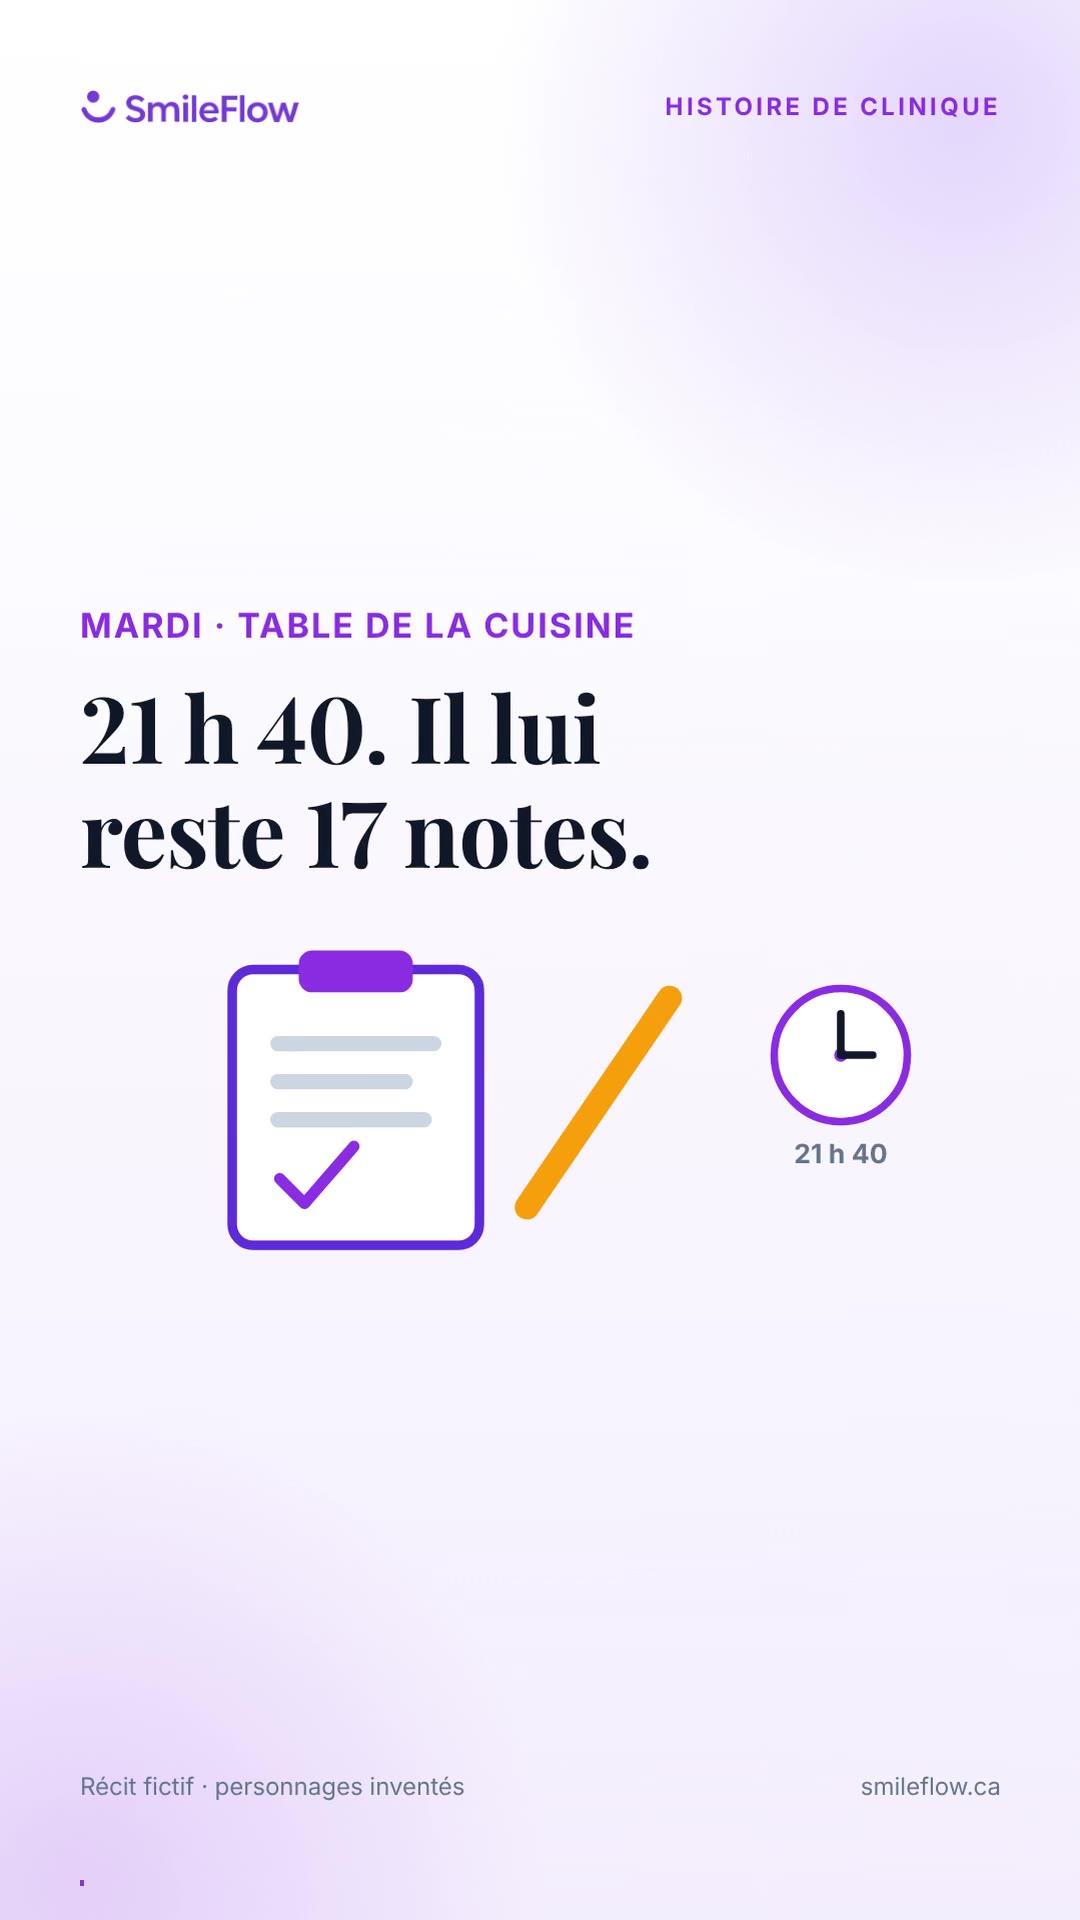 SmileFlow
HISTOIRE DE CLINIQUE
MARDI · TABLE DE LA CUISINE
21 h 40. Il lui
reste 17 notes.
21 h 40
Récit fictif · personnages inventés
smileflow.ca